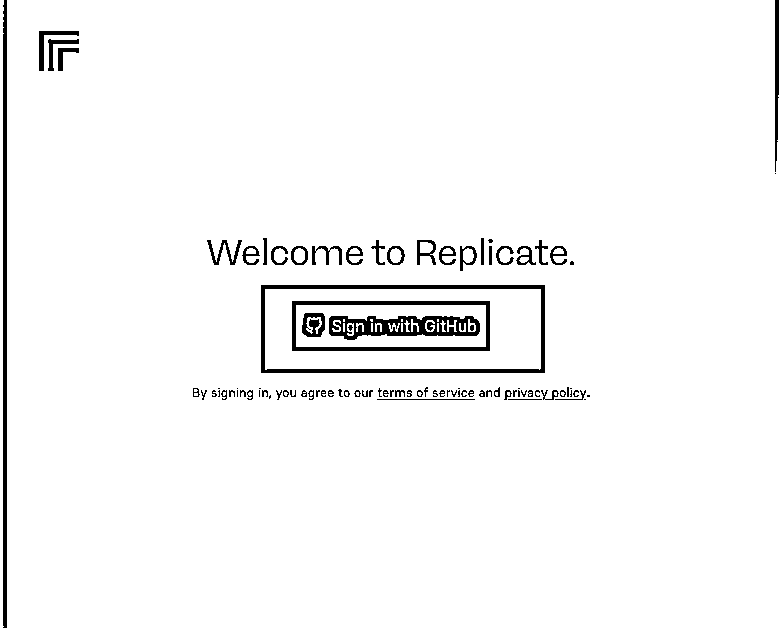 Welcome to Replicate.
Sign in with GitHub
By signing in, you agree to our terms of service and privacy policy.